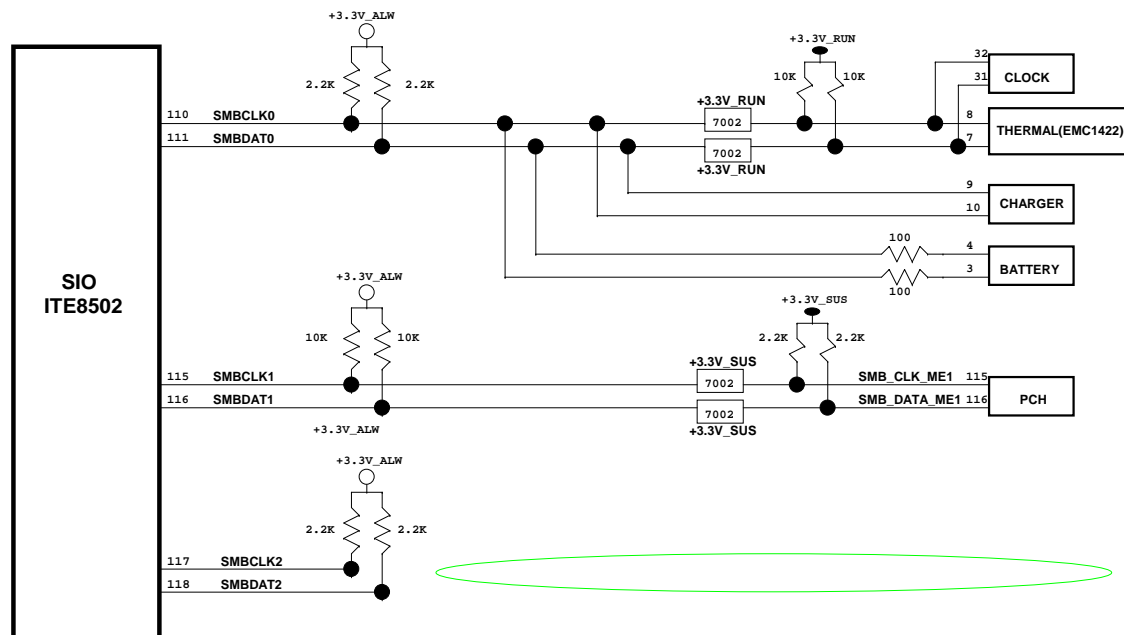 +3.3V_ALW
2.2K 2.2K
+3.3V_RUN
10K 10K
32
31
CLOCK
110 SMBCLK0
111 SMBDAT0
+3.3V_RUN
7002
7002
+3.3V_RUN
8
7
THERMAL(EMC1422)
9
10
CHARGER
100
100
4
3
BATTERY
SIO
ITE8502
+3.3V_ALW
10K 10K
+3.3V_SUS
2.2K 2.2K
115 SMBCLK1
116 SMBDAT1
+3.3V_SUS
7002
7002
+3.3V_SUS
SMB_CLK_ME1 115
SMB_DATA_ME1 116
PCH
+3.3V_ALW
+3.3V_ALW
2.2K 2.2K
117 SMBCLK2
118 SMBDAT2